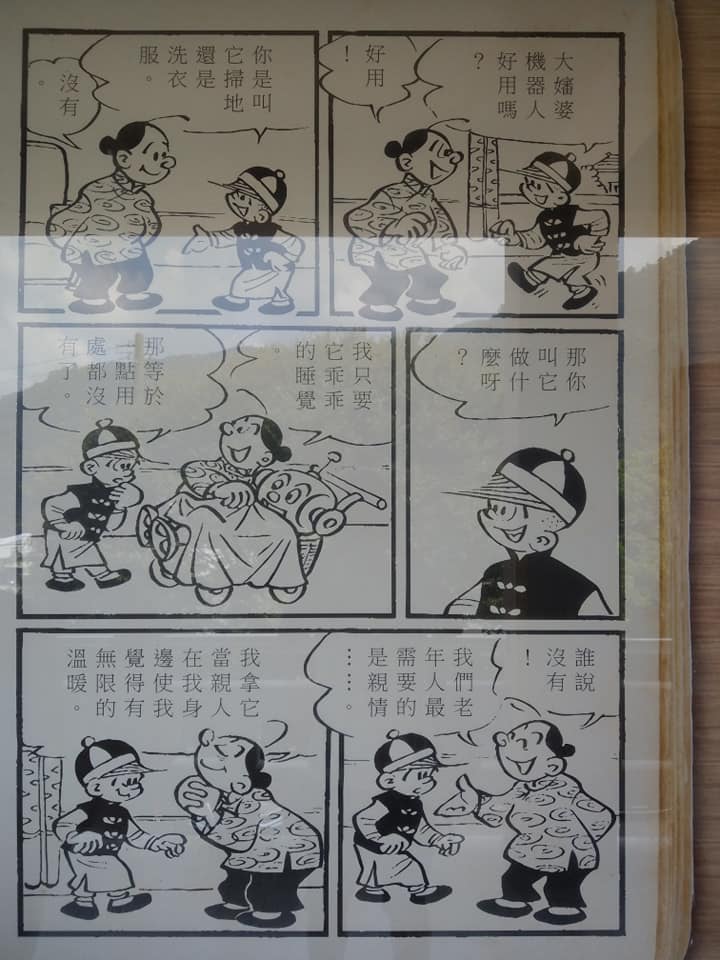 大嬸婆
機器人
好用嗎
?
好用
!
你是叫
它掃地
還是
洗衣
服。
沒有
。
那你
叫它
做什
麼呀
?
我只要
它乖乖
的睡覺
。
那等於
一點用
處都沒
有了。
誰說
沒有
!
我們老
年人最
需要的
是親情
……。
我拿它
當親人
在我身
邊使我
覺得有
無限的
溫暖。